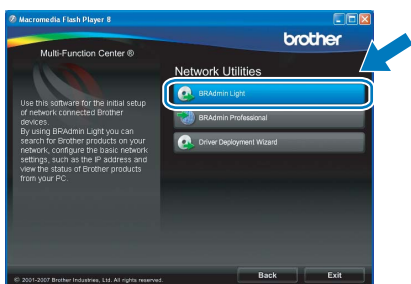 Macromedia Flash Player 8
brother
Multi-Function Center ®
Network Utilities
BRAdmin Light
Use this software for the initial setup
of network connected Brother
devices.
By using BRAdmin Light you can
search for Brother products on your
network, configure the basic network
settings, such as the IP address and
view the status of Brother products
from your PC.
BRAdmin Professional
Driver Deployment Wizard
© 2001-2007 Brother Industries, Ltd. All rights reserved.
Back
Exit